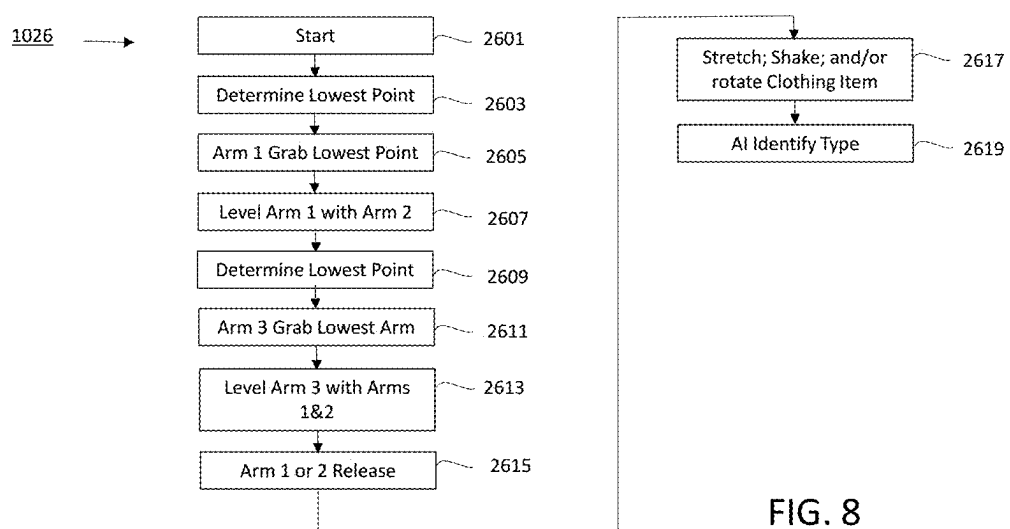 1026
Start
2601
Determine Lowest Point
2603
Arm 1 Grab Lowest Point
2605
Level Arm 1 with Arm 2
2607
Determine Lowest Point
2609
Arm 3 Grab Lowest Arm
2611
Level Arm 3 with Arms
1&2
2613
Arm 1 or 2 Release
2615
Stretch; Shake; and/or
rotate Clothing Item
2617
AI Identify Type
2619
FIG. 8